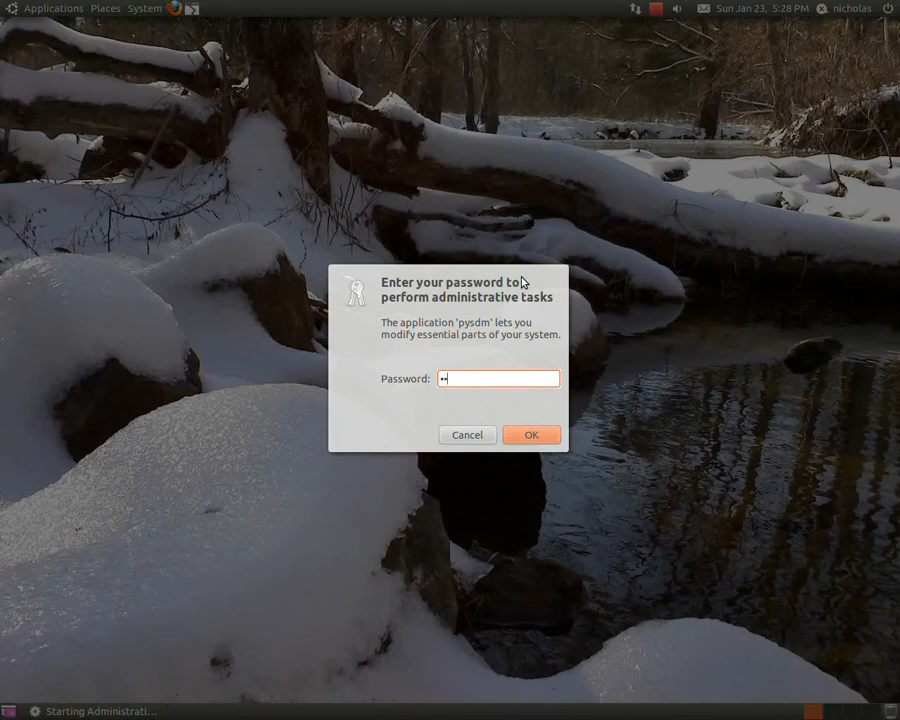 Applications Places System Sun Jan 23, 5:28 PM nicholas
Enter your password to
perform administrative tasks
The application 'pysdm' lets you
modify essential parts of your system.
Password: ••
Cancel OK
Starting Administrati...